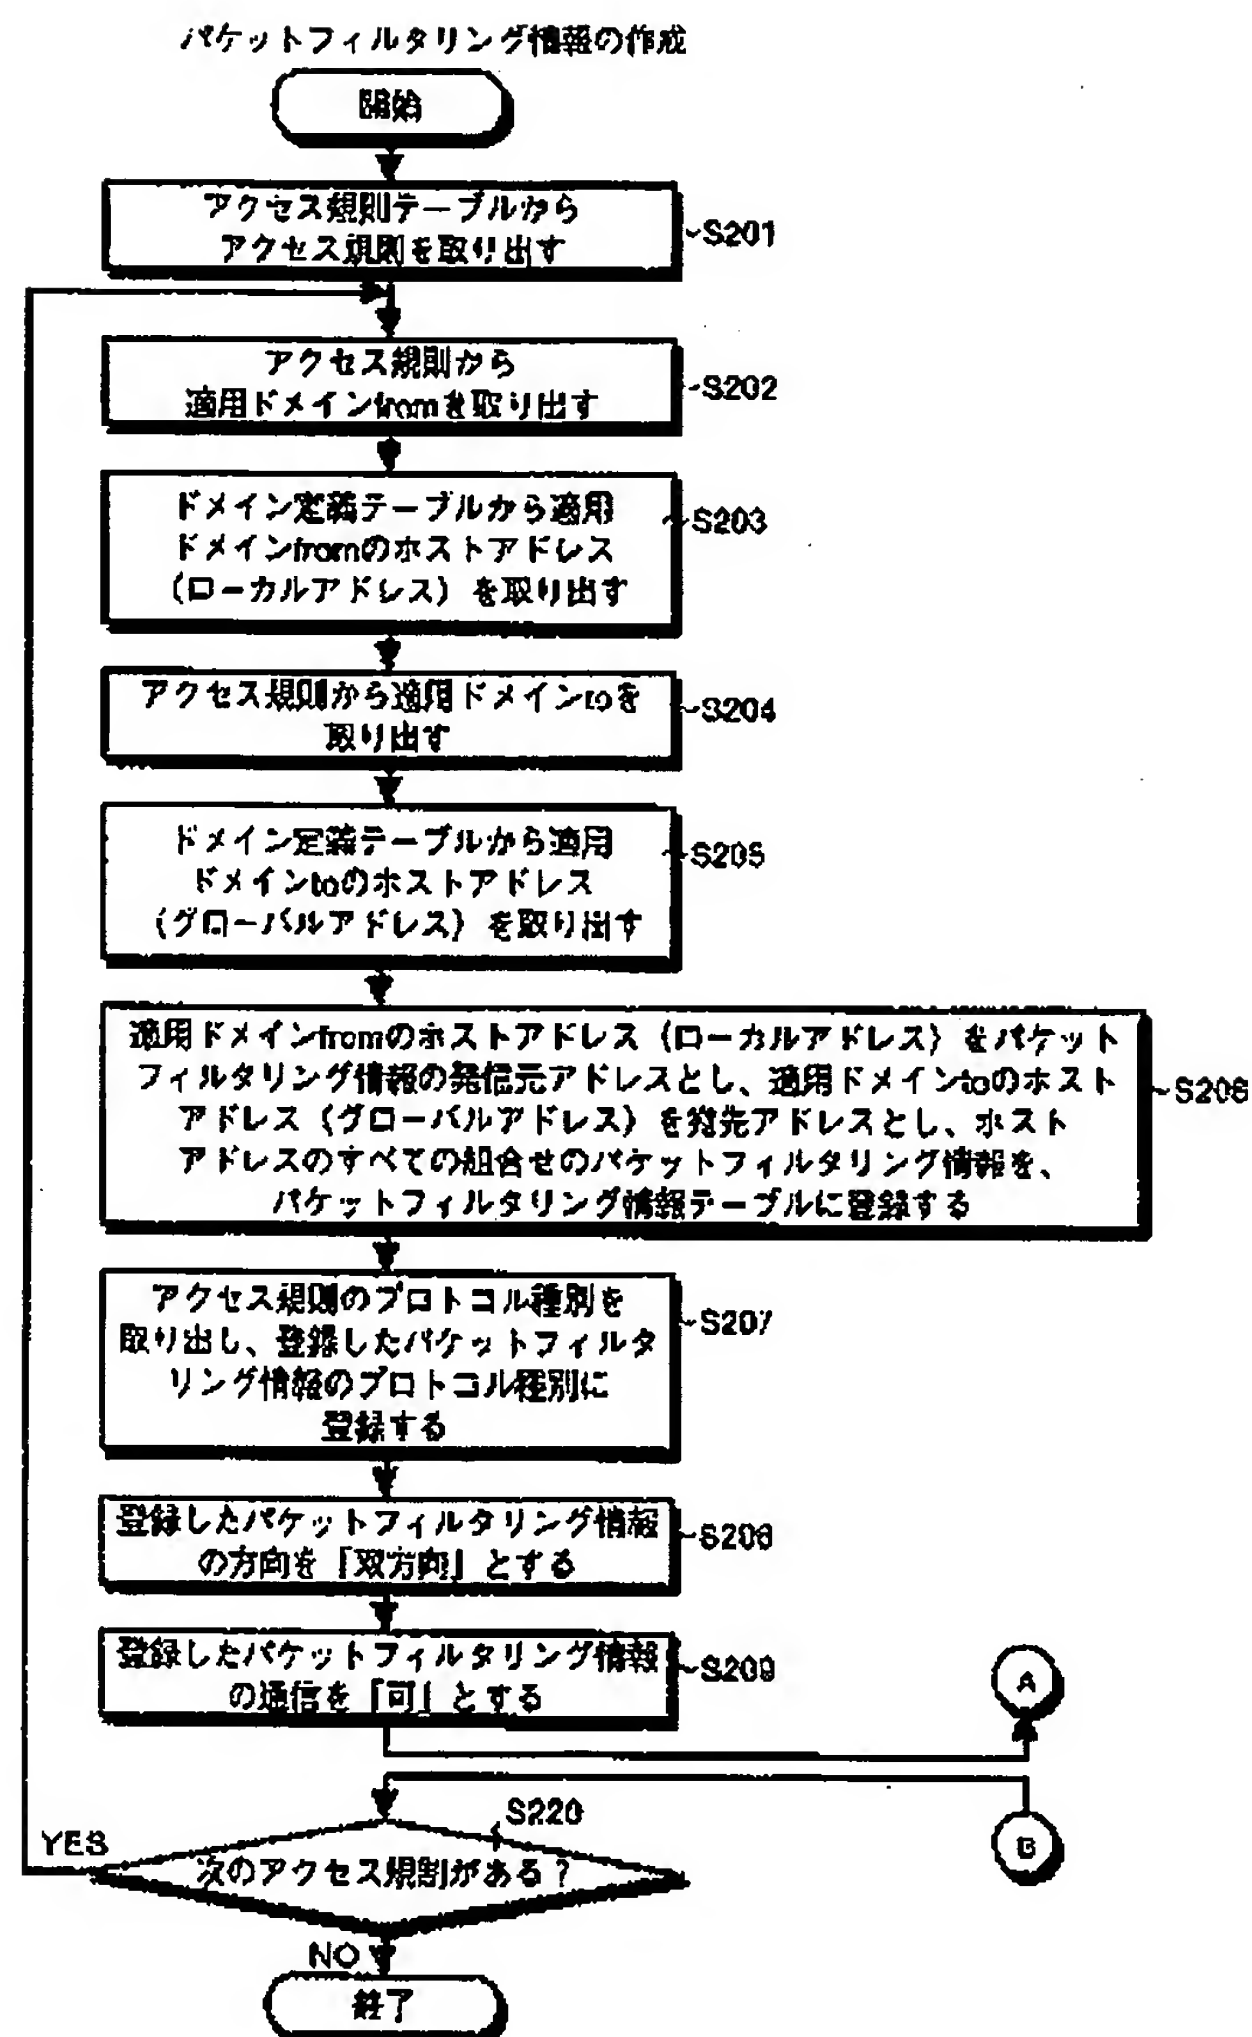 パケットフィルタリング情報の作成
開始
アクセス規則テーブルから
アクセス規則を取り出す
S201
アクセス規則から
適用ドメインfromを取り出す
S202
ドメイン定義テーブルから適用
ドメインfromのホストアドレス
（ローカルアドレス）を取り出す
S203
アクセス規則から適用ドメインtoを
取り出す
S204
ドメイン定義テーブルから適用
ドメインtoのホストアドレス
（グローバルアドレス）を取り出す
S205
適用ドメインfromのホストアドレス（ローカルアドレス）をパケット
フィルタリング情報の発信元アドレスとし、適用ドメインtoのホスト
アドレス（グローバルアドレス）を宛先アドレスとし、ホスト
アドレスのすべての組合せのパケットフィルタリング情報を、
パケットフィルタリング情報テーブルに登録する
S206
アクセス規則のプロトコル種別を
取り出し、登録したパケットフィルタ
リング情報のプロトコル種別に
登録する
S207
登録したパケットフィルタリング情報
の方向を「双方向」とする
S208
登録したパケットフィルタリング情報
の通信を「可」とする
S209
A
S220
YES
次のアクセス規則がある？
B
NO
終了